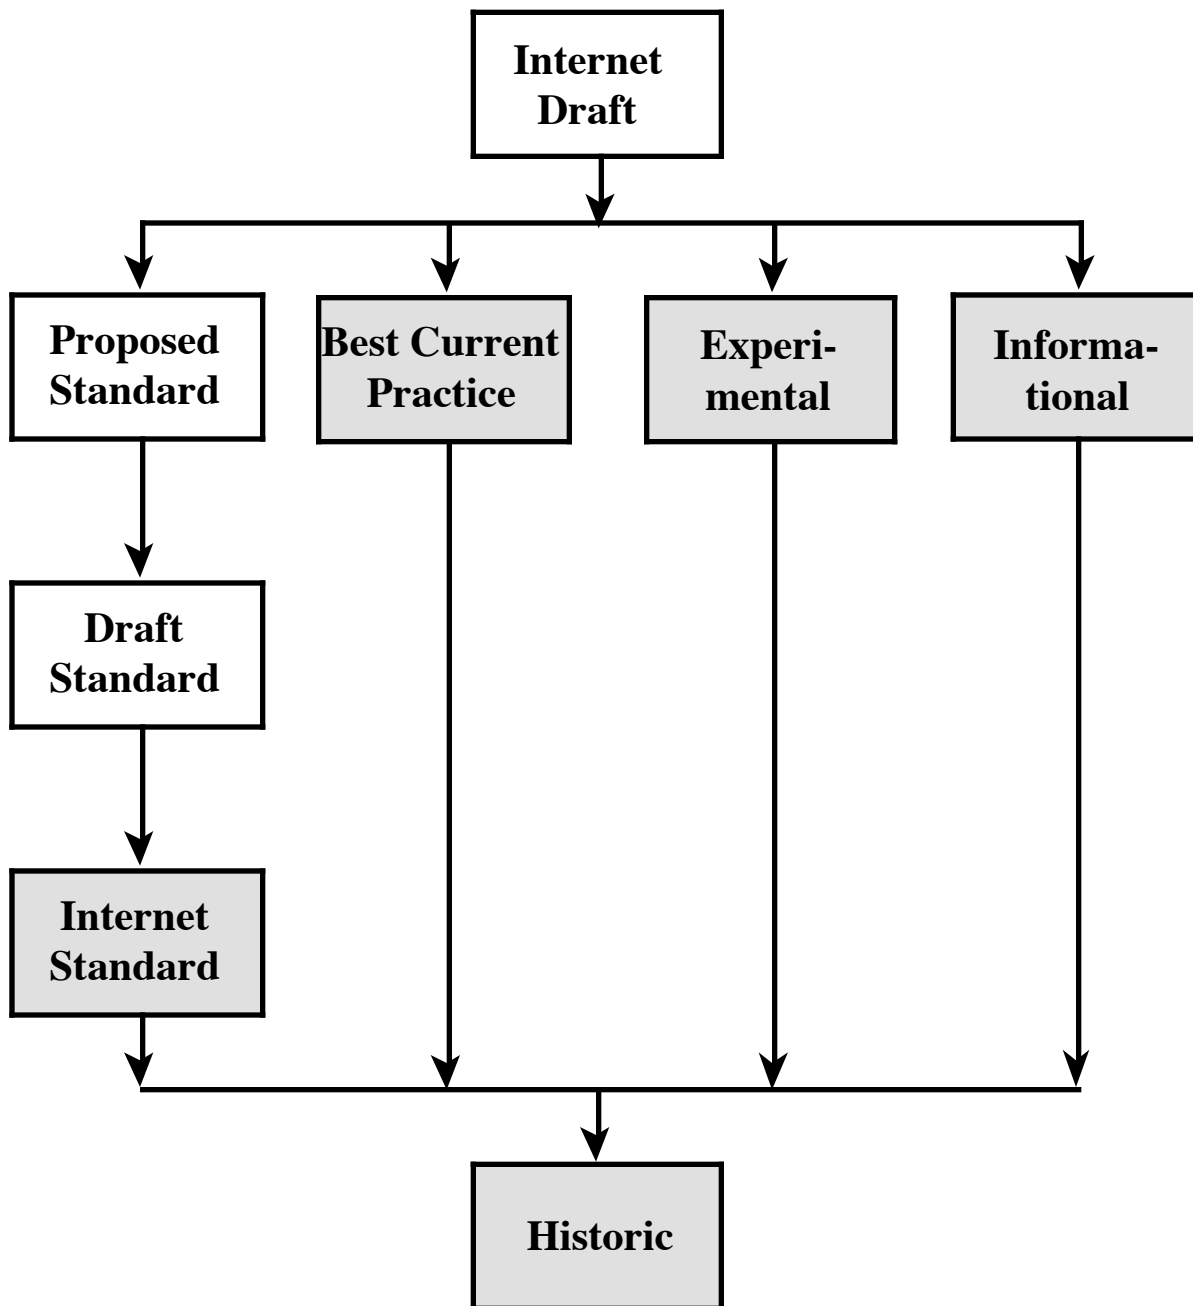 Internet
Draft
Proposed
Standard
Best Current
Practice
Experi-
mental
Informa-
tional
Draft
Standard
Internet
Standard
Historic